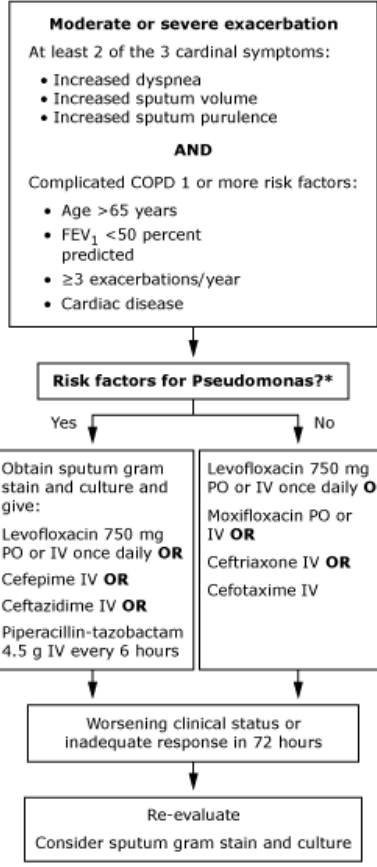 Moderate or severe exacerbation
At least 2 of the 3 cardinal symptoms:
• Increased dyspnea
• Increased sputum volume
• Increased sputum purulence
AND
Complicated COPD 1 or more risk factors:
• Age >65 years
• FEV1 <50 percent
predicted
• ≥3 exacerbations/year
• Cardiac disease
Risk factors for Pseudomonas?*
Yes
No
Obtain sputum gram
stain and culture and
give:
Levofloxacin 750 mg
PO or IV once daily OR
Cefepime IV OR
Ceftazidime IV OR
Piperacillin-tazobactam
4.5 g IV every 6 hours
Levofloxacin 750 mg
PO or IV once daily O
Moxifloxacin PO or
IV OR
Ceftriaxone IV OR
Cefotaxime IV
Worsening clinical status or
inadequate response in 72 hours
Re-evaluate
Consider sputum gram stain and culture